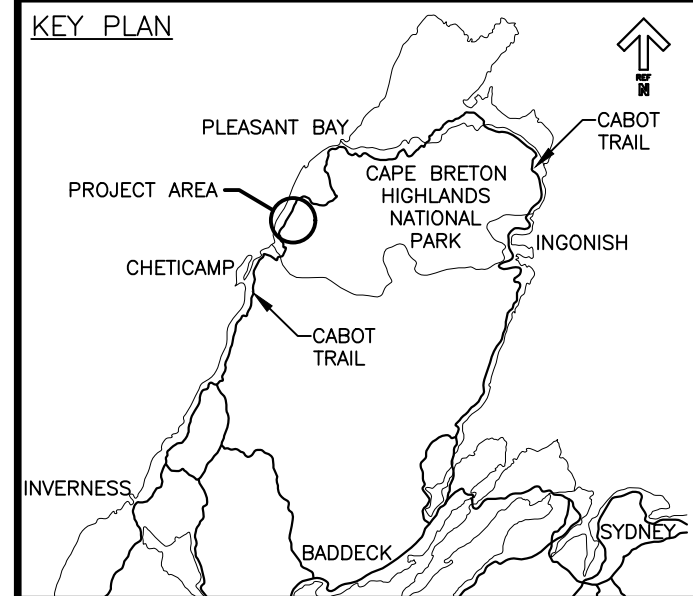 KEY PLAN
REF
N
CABOT
TRAIL
PLEASANT BAY
CAPE BRETON
HIGHLANDS
NATIONAL
PARK
PROJECT AREA
INGONISH
CHETICAMP
CABOT
TRAIL
INVERNESS
BADDECK
SYDNEY